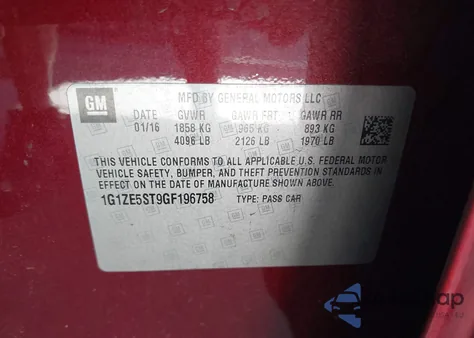 GM
MFD BY GENERAL MOTORS LLC
DATE GVWR GAWR FRT GAWR RR
01/16 1858 KG 965 KG 893 KG
4096 LB 2126 LB 1970 LB
THIS VEHICLE CONFORMS TO ALL APPLICABLE U.S. FEDERAL MOTOR
VEHICLE SAFETY, BUMPER, AND THEFT PREVENTION STANDARDS IN
EFFECT ON THE DATE OF MANUFACTURE SHOWN ABOVE.
1G1ZE5ST9GF196758 TYPE: PASS CAR